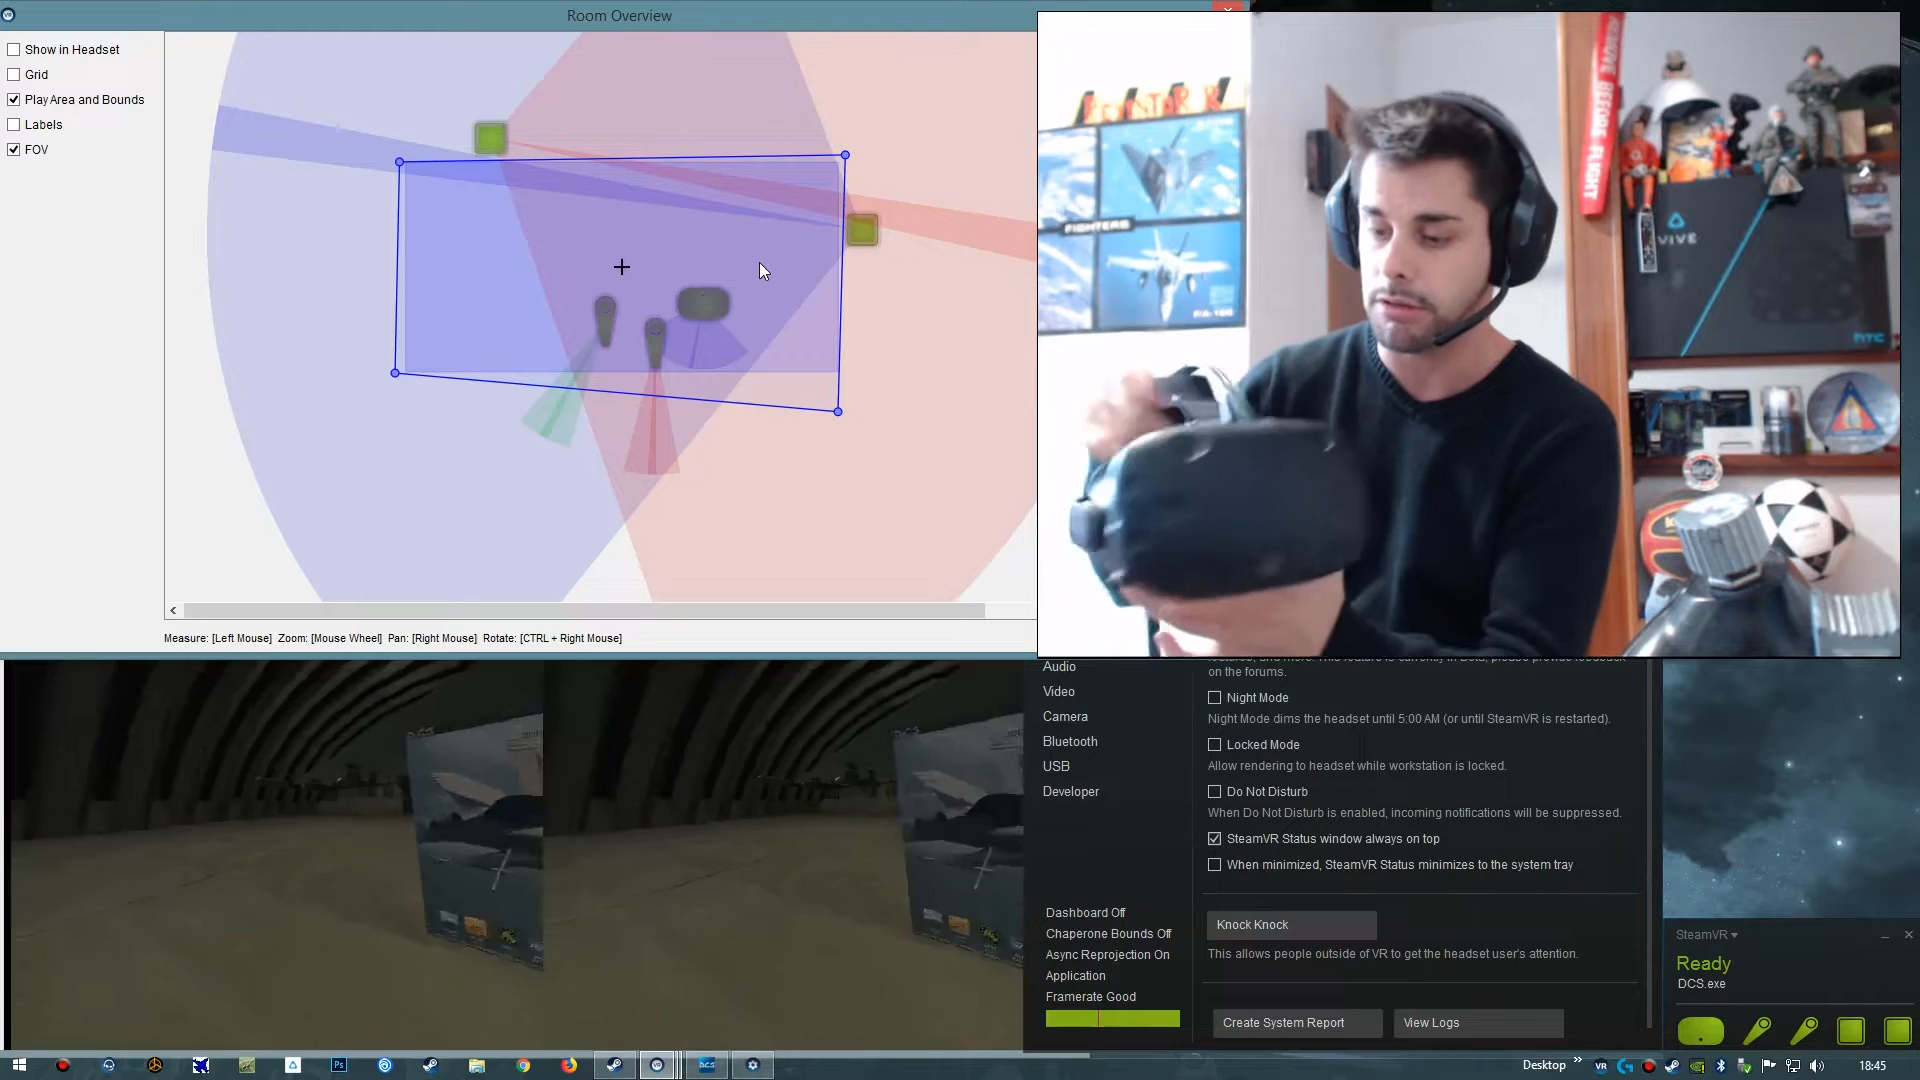 Room Overview
Show in Headset
Grid
Play Area and Bounds
Labels
FOV
Measure: [Left Mouse] Zoom: [Mouse Wheel] Pan: [Right Mouse] Rotate: [CTRL + Right Mouse]
FIGHTERS
F/A-18C
REMOVE BEFORE FLIGHT
VIVE
hTC
Audio
Video
Camera
Bluetooth
USB
Developer
Dashboard Off
Chaperone Bounds Off
Async Reprojection On
Application
Framerate Good
on the forums.
Night Mode
Night Mode dims the headset until 5:00 AM (or until SteamVR is restarted).
Locked Mode
Allow rendering to headset while workstation is locked.
Do Not Disturb
When Do Not Disturb is enabled, incoming notifications will be suppressed.
SteamVR Status window always on top
When minimized, SteamVR Status minimizes to the system tray
Knock Knock
This allows people outside of VR to get the headset user's attention.
Create System Report
View Logs
SteamVR
Ready
DCS.exe
Desktop
18:45